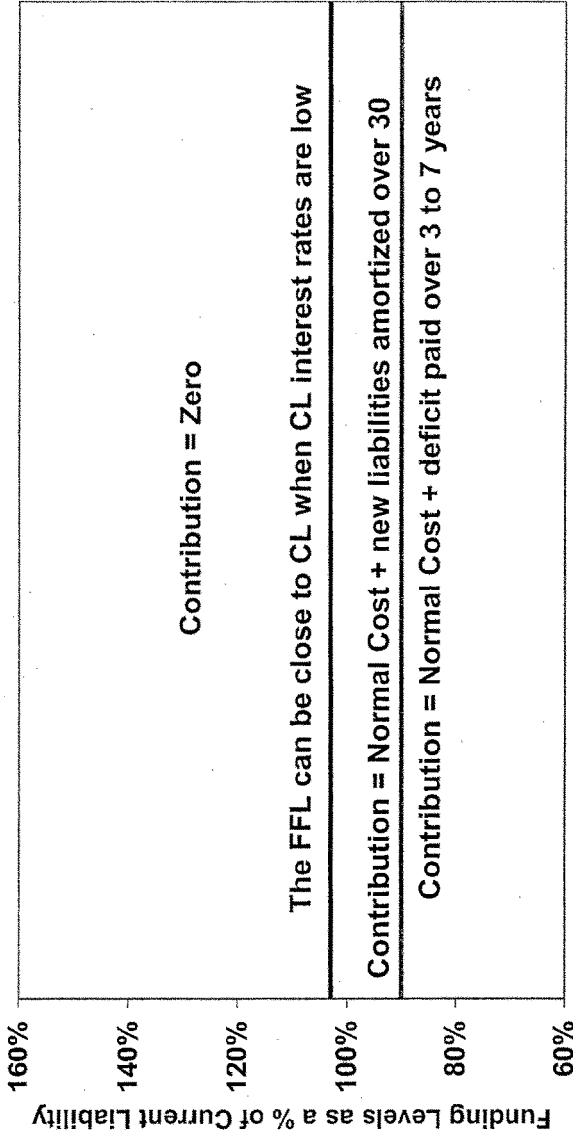 Funding Levels as a % of Current Liability
160%
140%
120%
100%
80%
60%
Contribution = Zero
The FFL can be close to CL when CL interest rates are low
Contribution = Normal Cost + new liabilities amortized over 30
Contribution = Normal Cost + deficit paid over 3 to 7 years